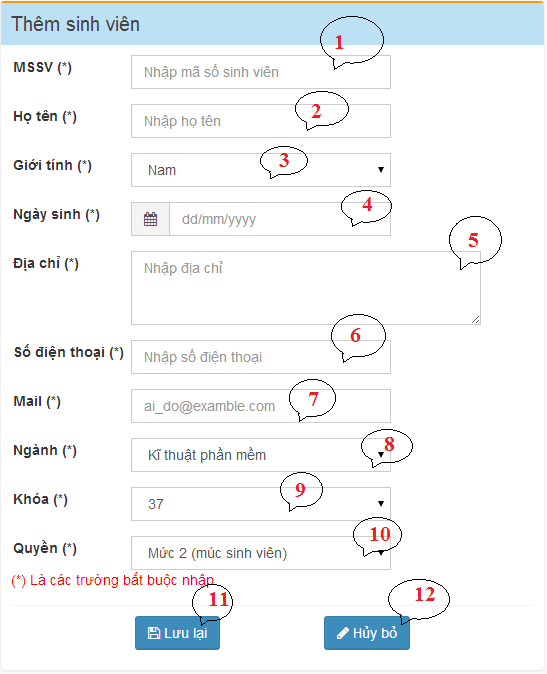 Thêm sinh viên
1
MSSV (*) Nhập mã số sinh viên
2
Họ tên (*) Nhập họ tên
3
Giới tính (*) Nam
4
Ngày sinh (*) dd/mm/yyyy
5
Địa chỉ (*) Nhập địa chỉ
6
Số điện thoại (*) Nhập số điện thoại
7
Mail (*) ai_do@examble.com
8
Ngành (*) Kĩ thuật phần mềm
9
Khóa (*) 37
10
Quyền (*) Mức 2 (múc sinh viên)
(*) Là các trường bắt buộc nhập
11
12
Lưu lại Hủy bỏ